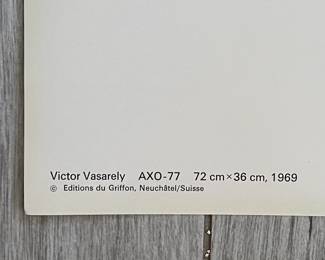 Victor Vasarely AXO-77 72 cm×36 cm, 1969
© Editions du Griffon, Neuchâtel/Suisse